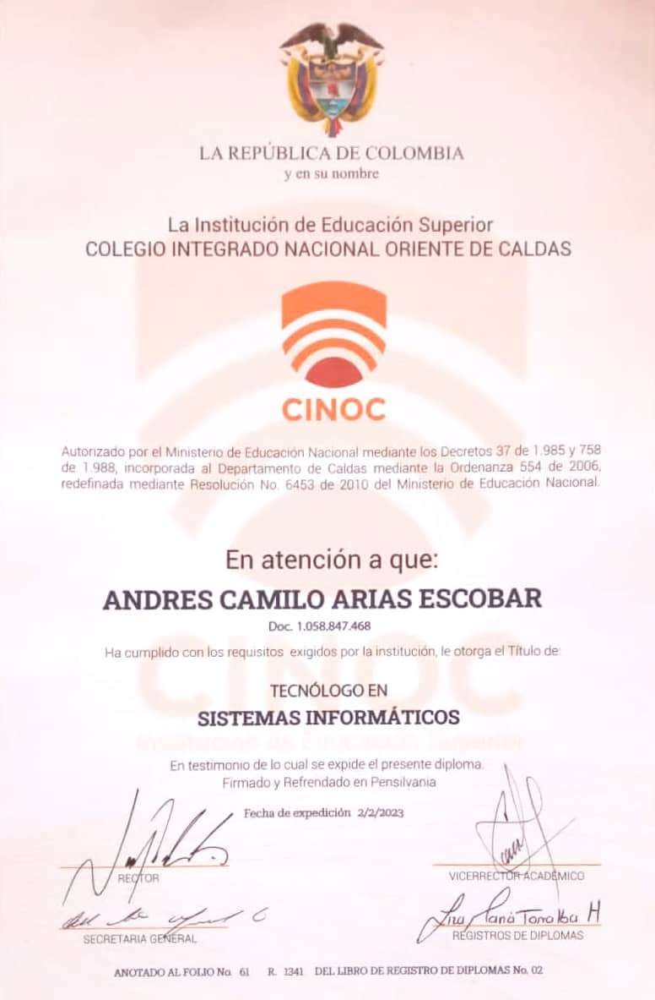 LA REPÚBLICA DE COLOMBIA
y en su nombre
La Institución de Educación Superior
COLEGIO INTEGRADO NACIONAL ORIENTE DE CALDAS
CINOC
Autorizado por el Ministerio de Educación Nacional mediante los Decretos 37 de 1.985 y 758
de 1.988, incorporada al Departamento de Caldas mediante la Ordenanza 554 de 2006,
redefinada mediante Resolución No. 6453 de 2010 del Ministerio de Educación Nacional.
En atención a que:
ANDRES CAMILO ARIAS ESCOBAR
Doc. 1.058.847.468
Ha cumplido con los requisitos exigidos por la institución, le otorga el Título de:
CINOC
TECNÓLOGO EN
SISTEMAS INFORMÁTICOS
Institución de Educación Superior
En testimonio de lo cual se expide el presente diploma.
Firmado y Refrendado en Pensilvania
Fecha de expedición 2/2/2023
RECTOR
VICERRECTOR ACADÉMICO
SECRETARIA GENERAL
REGISTROS DE DIPLOMAS
ANOTADO AL FOLIO No. 61 R. 1341 DEL LIBRO DE REGISTRO DE DIPLOMAS No. 02